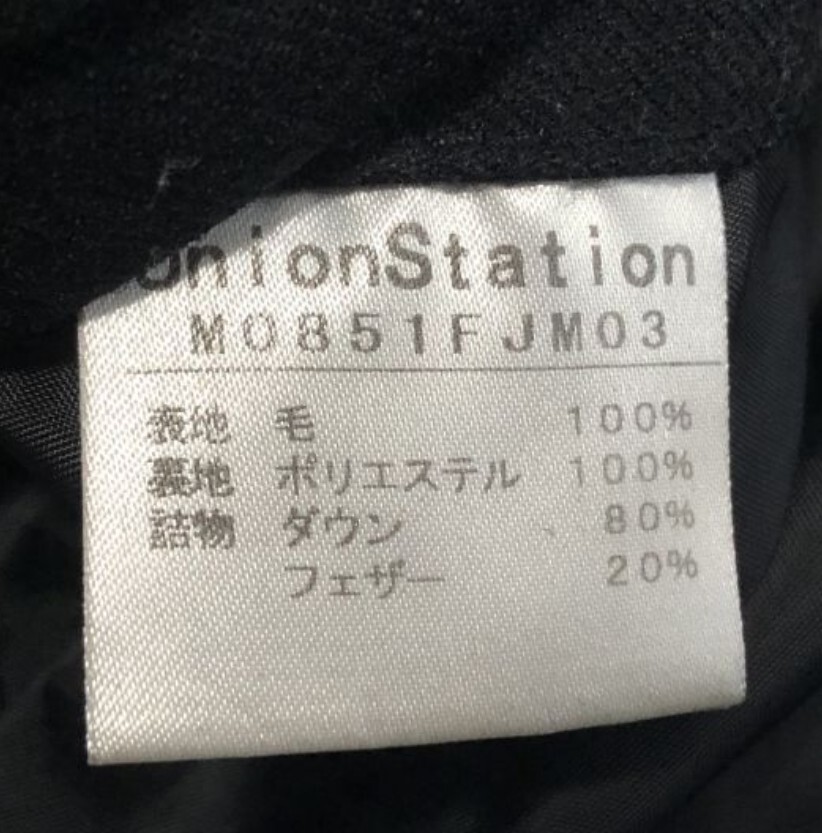 UnionStation
M0851FJM03
表地 毛 100%
裏地 ポリエステル 100%
詰物 ダウン 80%
フェザー 20%